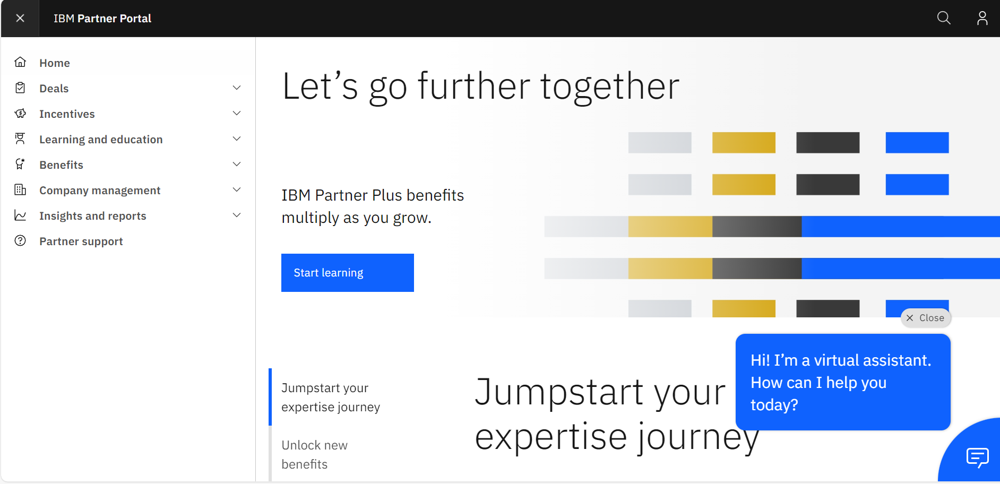 IBM Partner Portal
Home
Deals
Incentives
Learning and education
Benefits
Company management
Insights and reports
Partner support
Let’s go further together
IBM Partner Plus benefits
multiply as you grow.
Start learning
Jumpstart your
expertise journey
Unlock new
benefits
Jumpstart your
expertise journey
Close
Hi! I’m a virtual assistant.
How can I help you
today?